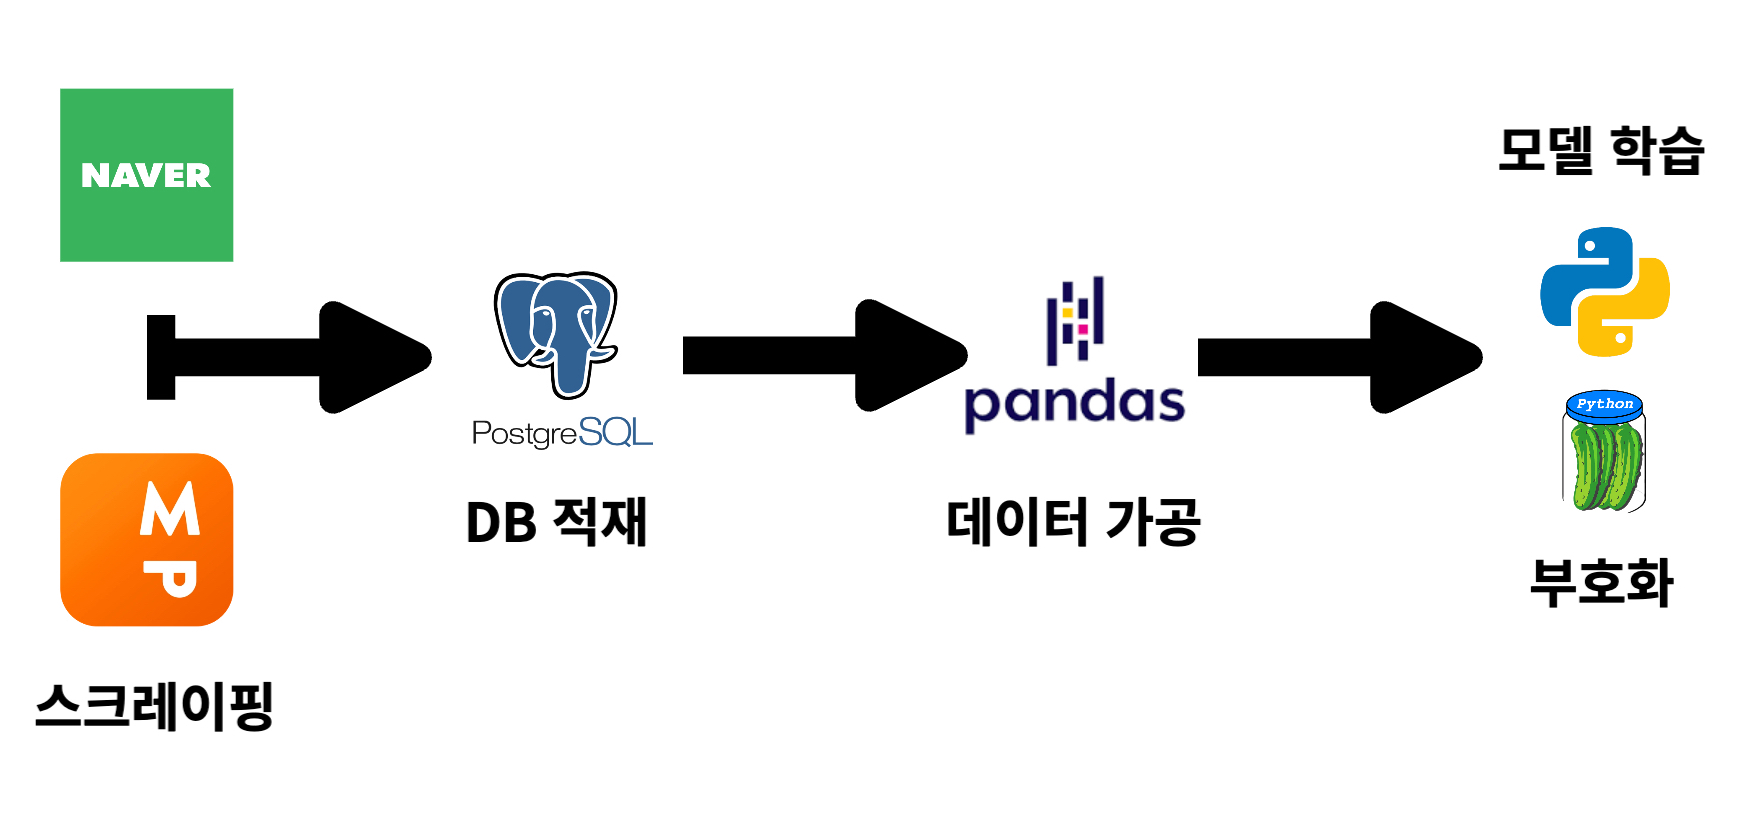 NAVER
M
P
스크레이핑
PostgreSQL
DB 적재
pandas
데이터 가공
모델 학습
Python
부호화